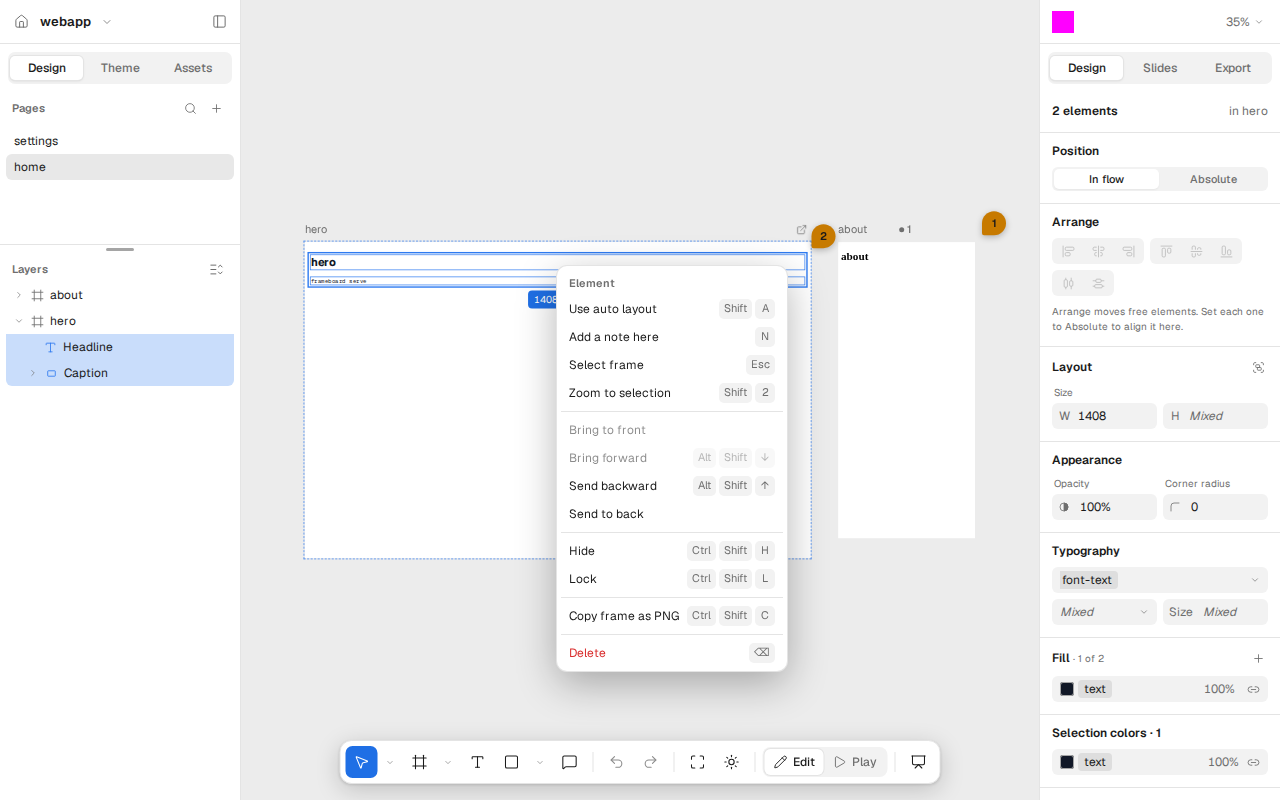 webapp
Design
Theme
Assets
Pages
settings
home
Layers
about
hero
Headline
Caption
hero
2
about
1
1
hero
frameboard serve
about
1408
Element
Use auto layout Shift A
Add a note here N
Select frame Esc
Zoom to selection Shift 2
Bring to front
Bring forward Alt Shift ↓
Send backward Alt Shift ↑
Send to back
Hide Ctrl Shift H
Lock Ctrl Shift L
Copy frame as PNG Ctrl Shift C
Delete ⌫
Edit
Play
35%
Design
Slides
Export
2 elements in hero
Position
In flow
Absolute
Arrange
Arrange moves free elements. Set each one
to Absolute to align it here.
Layout
Size
W 1408
H Mixed
Appearance
Opacity
Corner radius
100%
0
Typography
font-text
Mixed
Size Mixed
Fill · 1 of 2
text 100%
Selection colors · 1
text 100%